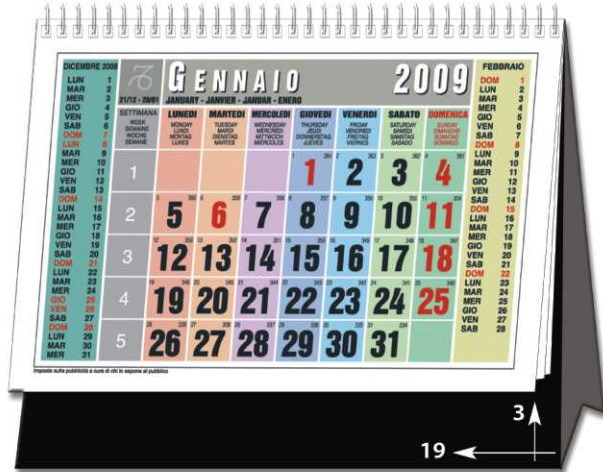 DICEMBRE 2008
LUN 1
MAR 2
MER 3
GIO 4
VEN 5
SAB 6
DOM 7
LUN 8
MAR 9
MER 10
GIO 11
VEN 12
SAB 13
DOM 14
LUN 15
MAR 16
MER 17
GIO 18
VEN 19
SAB 20
DOM 21
LUN 22
MAR 23
MER 24
GIO 25
VEN 26
SAB 27
DOM 28
LUN 29
MAR 30
MER 31
21/12 - 20/01
GENNAIO 2009
JANUARY - JANVIER - JANUAR - ENERO
SETTIMANA LUNEDI MARTEDI MERCOLEDI GIOVEDI VENERDI SABATO DOMENICA
WEEK MONDAY TUESDAY WEDNESDAY THURSDAY FRIDAY SATURDAY SUNDAY
SEMAINE LUNDI MARDI MERCREDI JEUDI VENDREDI SAMEDI DIMANCHE
WOCHE MONTAG DIENSTAG MITTWOCH DONNERSTAG FREITAG SAMSTAG SONNTAG
SEMANE LUNES MARTES MIERCOLES JUEVES VIERNES SABADO DOMINGO
1 1 2 3 4
2 5 6 7 8 9 10 11
3 12 13 14 15 16 17 18
4 19 20 21 22 23 24 25
5 26 27 28 29 30 31
FEBBRAIO
DOM 1
LUN 2
MAR 3
MER 4
GIO 5
VEN 6
SAB 7
DOM 8
LUN 9
MAR 10
MER 11
GIO 12
VEN 13
SAB 14
DOM 15
LUN 16
MAR 17
MER 18
GIO 19
VEN 20
SAB 21
DOM 22
LUN 23
MAR 24
MER 25
GIO 26
VEN 27
SAB 28
Imposta sulla pubblicità a cura di chi lo espone al pubblico
3
19